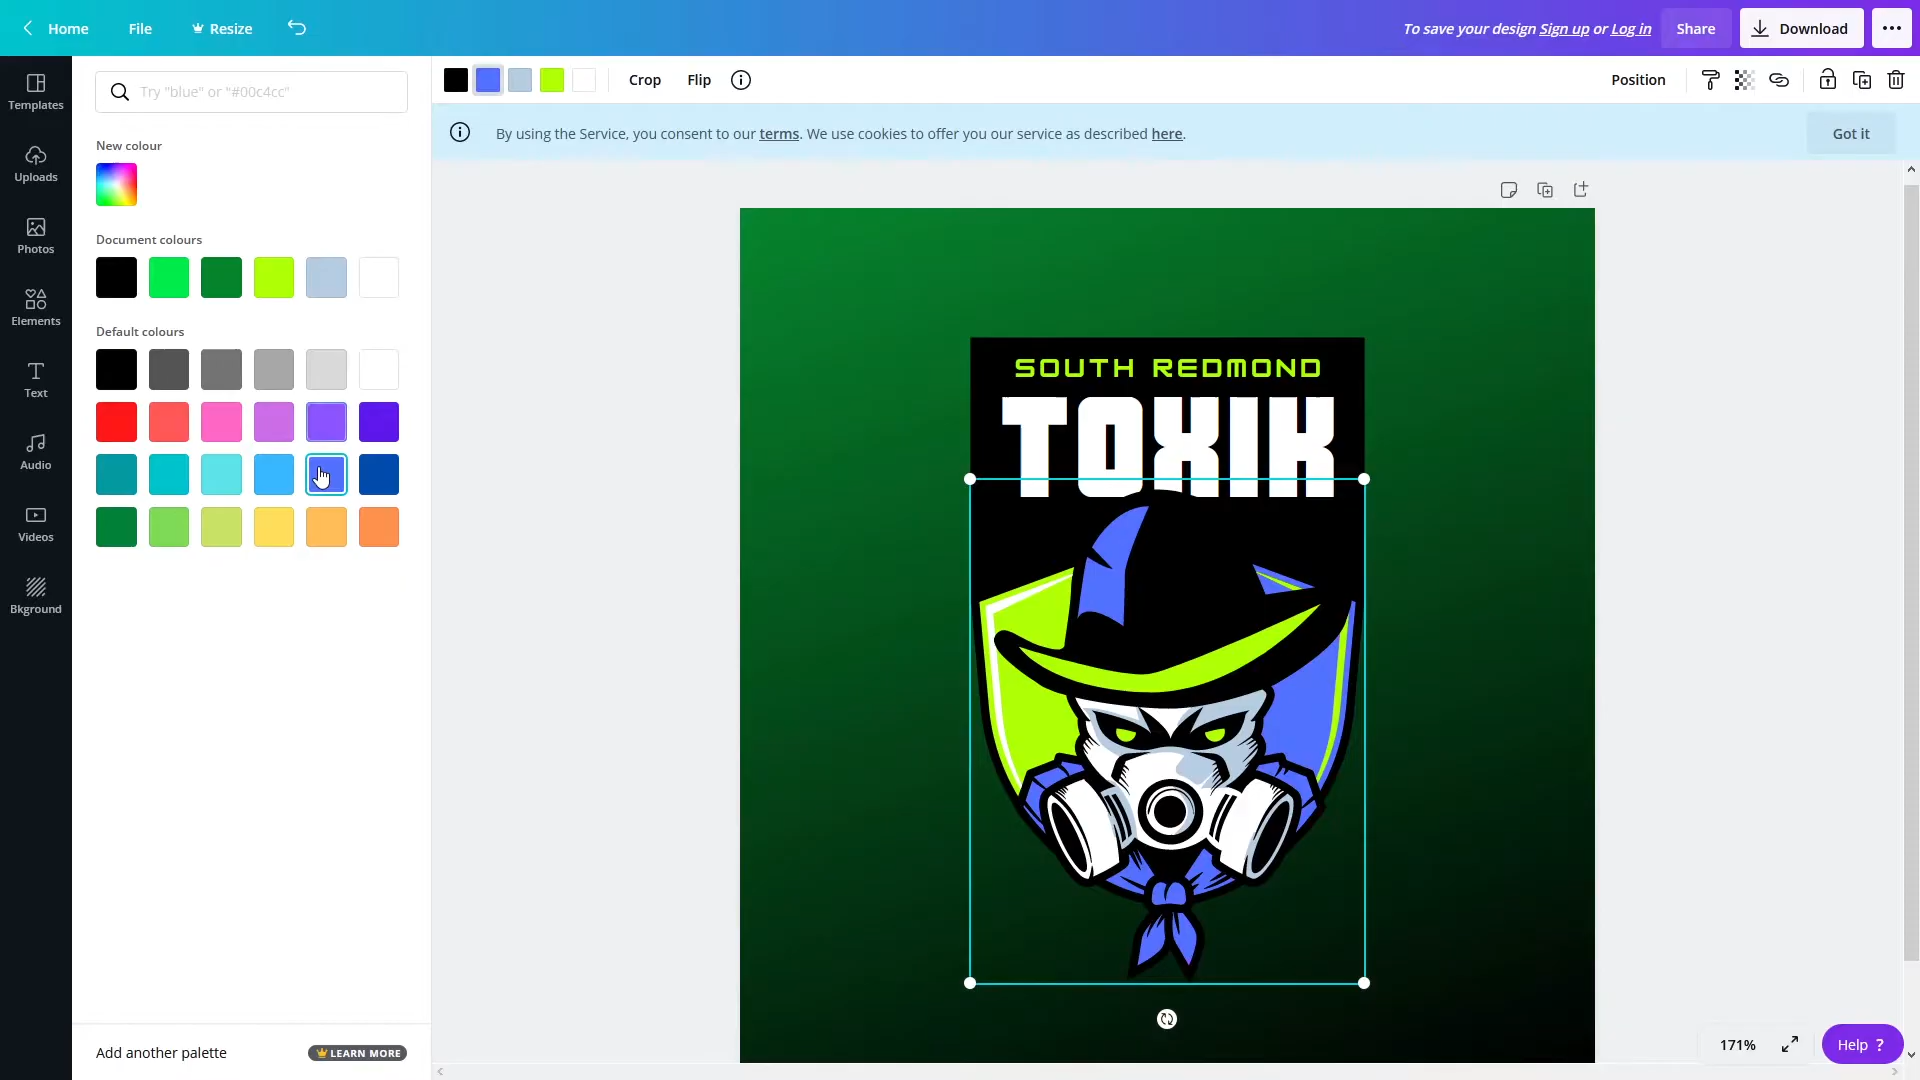 Home
File
Resize
To save your design Sign up or Log in
Share
Download
Templates
Uploads
Photos
Elements
Text
Audio
Videos
Bkground
Try "blue" or "#00c4cc"
New colour
Document colours
Default colours
Add another palette
LEARN MORE
Crop
Flip
Position
By using the Service, you consent to our terms. We use cookies to offer you our service as described here.
Got it
SOUTH REDMOND
TOXIK
171%
Help ?